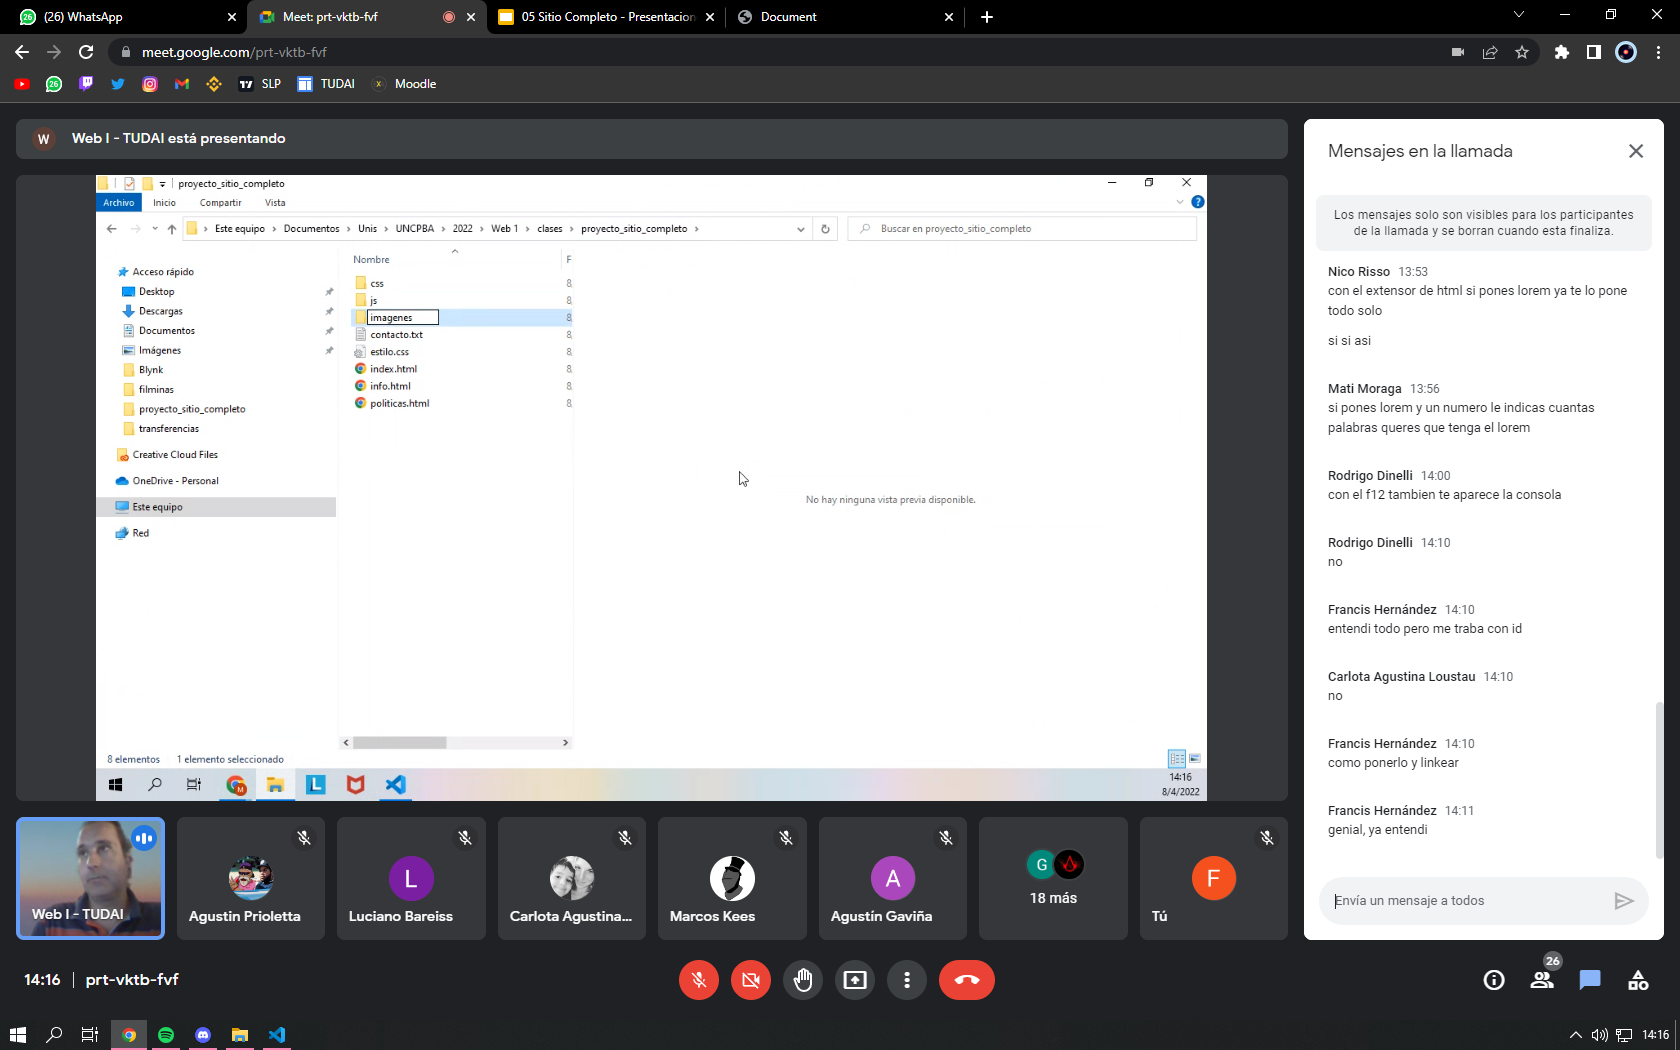 (26) WhatsApp
Meet: prt-vktb-fvf
05 Sitio Completo - Presentacion
Document
meet.google.com/prt-vktb-fvf
26
SLP
TUDAI
Moodle
W
Web I - TUDAI está presentando
proyecto_sitio_completo
Archivo
Inicio
Compartir
Vista
Este equipo
Documentos
Unis
UNCPBA
2022
Web 1
clases
proyecto_sitio_completo
Buscar en proyecto_sitio_completo
Nombre
F
Acceso rápido
Desktop
Descargas
Documentos
Imágenes
Blynk
filminas
proyecto_sitio_completo
transferencias
Creative Cloud Files
OneDrive - Personal
Este equipo
Red
css
js
imagenes
contacto.txt
estilo.css
index.html
info.html
politicas.html
No hay ninguna vista previa disponible.
8 elementos
1 elemento seleccionado
14:16
8/4/2022
Web I - TUDAI
Agustin Prioletta
L
Luciano Bareiss
Carlota Agustina...
Marcos Kees
A
Agustín Gaviña
G
18 más
F
Tú
Mensajes en la llamada
Los mensajes solo son visibles para los participantes
de la llamada y se borran cuando esta finaliza.
Nico Risso 13:53
con el extensor de html si pones lorem ya te lo pone
todo solo
si si asi
Mati Moraga 13:56
si pones lorem y un numero le indicas cuantas
palabras queres que tenga el lorem
Rodrigo Dinelli 14:00
con el f12 tambien te aparece la consola
Rodrigo Dinelli 14:10
no
Francis Hernández 14:10
entendi todo pero me traba con id
Carlota Agustina Loustau 14:10
no
Francis Hernández 14:10
como ponerlo y linkear
Francis Hernández 14:11
genial, ya entendi
Envía un mensaje a todos
14:16
prt-vktb-fvf
26
14:16